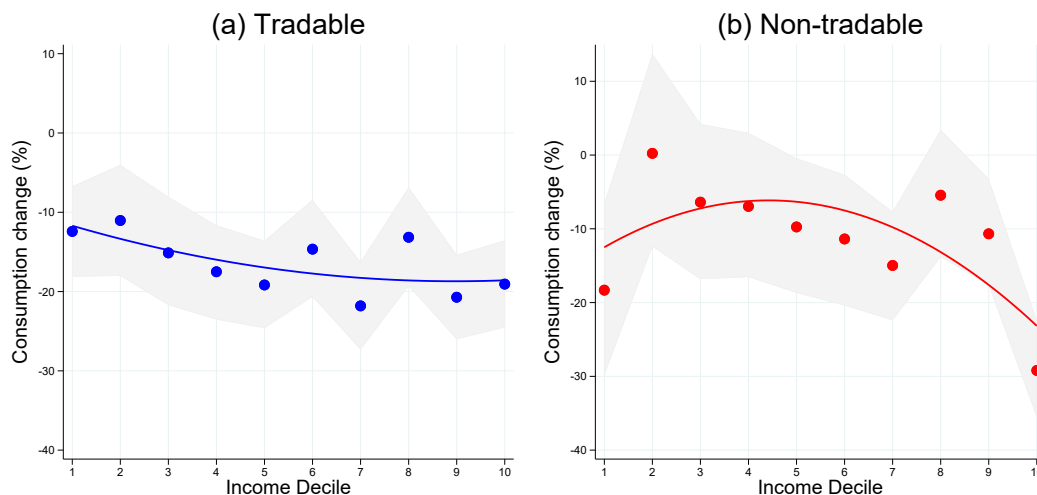 (a) Tradable
Consumption change (%)
10
0
-10
-20
-30
-40
1 2 3 4 5 6 7 8 9 10
Income Decile
(b) Non-tradable
Consumption change (%)
10
0
-10
-20
-30
-40
1 2 3 4 5 6 7 8 9
Income Decile